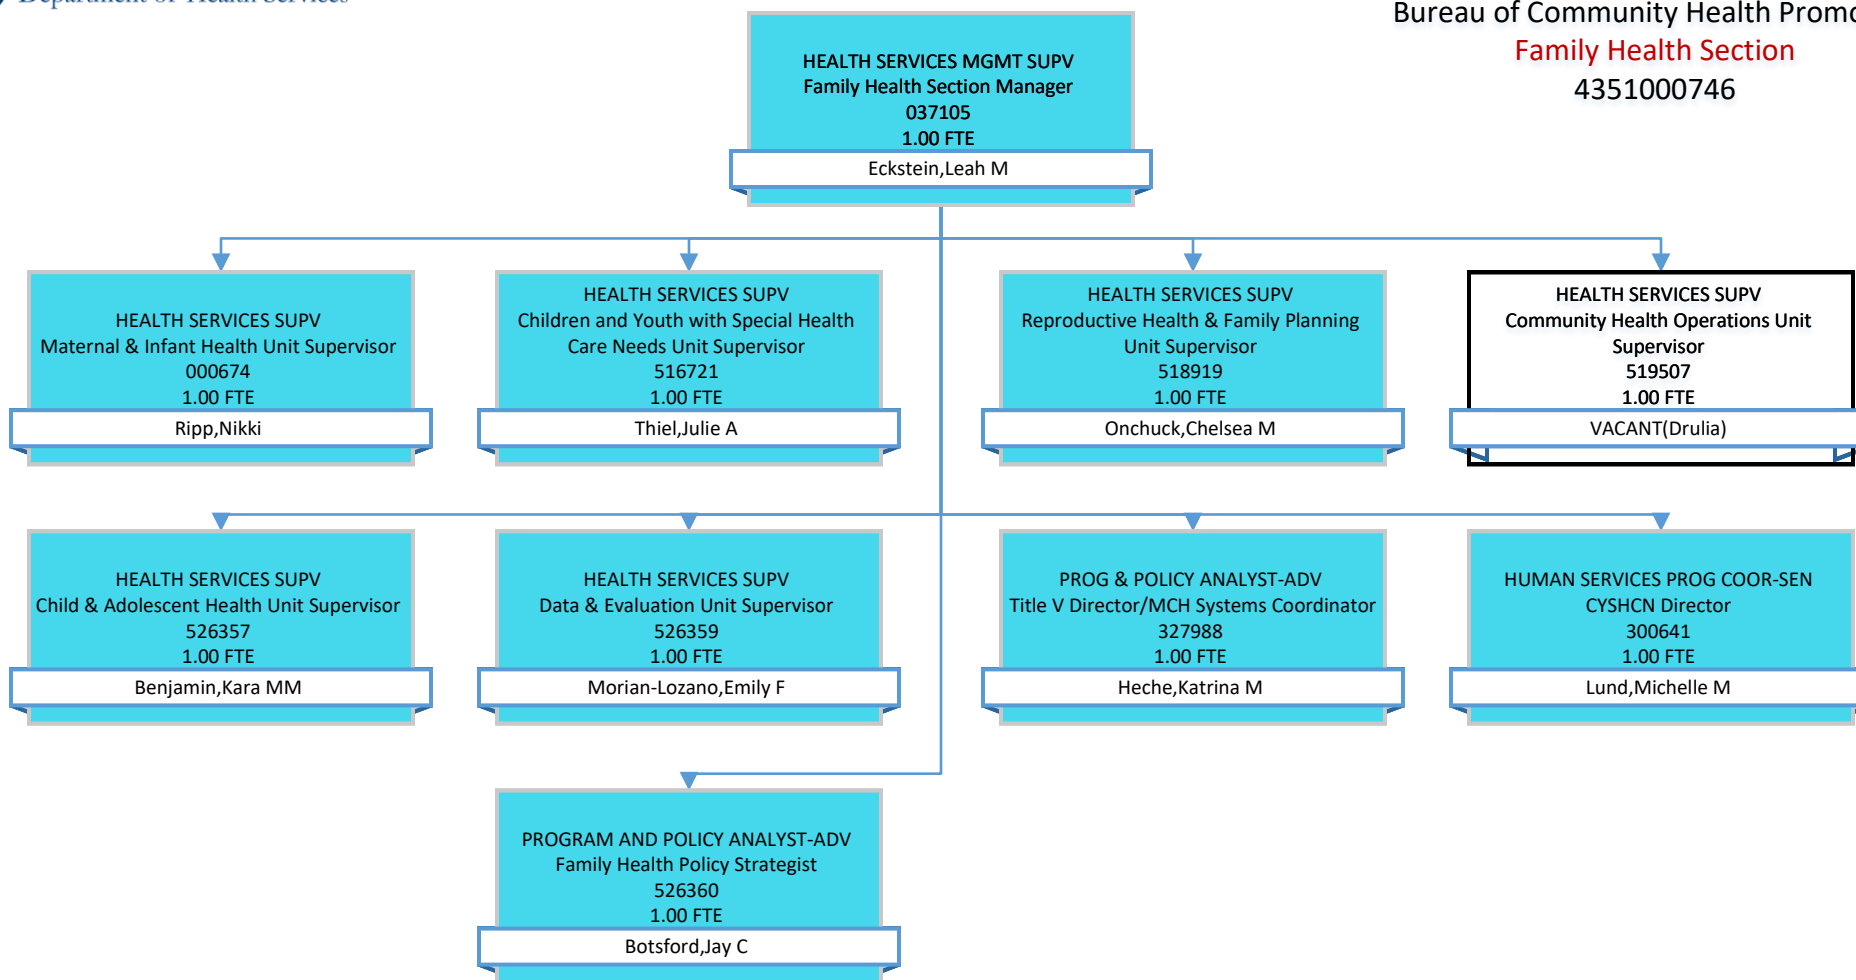 Department of Health Services
Bureau of Community Health
Family Health Section
4351000746
HEALTH SERVICES MGMT SUPV
Family Health Section Manager
037105
1.00 FTE
Eckstein,Leah M
HEALTH SERVICES SUPV
Maternal & Infant Health Unit Supervisor
000674
1.00 FTE
Ripp,Nikki
HEALTH SERVICES SUPV
Children and Youth with Special Health
Care Needs Unit Supervisor
516721
1.00 FTE
Thiel,Julie A
HEALTH SERVICES SUPV
Reproductive Health & Family Planning
Unit Supervisor
518919
1.00 FTE
Onchuck,Chelsea M
HEALTH SERVICES SUPV
Community Health Operations Unit
Supervisor
519507
1.00 FTE
VACANT(Drulia)
HEALTH SERVICES SUPV
Child & Adolescent Health Unit Supervisor
526357
1.00 FTE
Benjamin,Kara MM
HEALTH SERVICES SUPV
Data & Evaluation Unit Supervisor
526359
1.00 FTE
Morian-Lozano,Emily F
PROG & POLICY ANALYST-ADV
Title V Director/MCH Systems Coordinator
327988
1.00 FTE
Heche,Katrina M
HUMAN SERVICES PROG COOR-SEN
CYSHCN Director
300641
1.00 FTE
Lund,Michelle M
PROGRAM AND POLICY ANALYST-ADV
Family Health Policy Strategist
526360
1.00 FTE
Botsford,Jay C